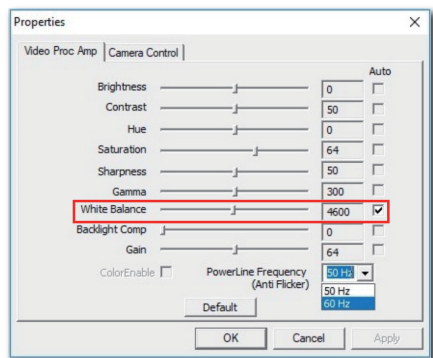 Properties
Video Proc Amp Camera Control
Auto
Brightness 0
Contrast 50
Hue 0
Saturation 64
Sharpness 50
Gamma 300
White Balance 4600
Backlight Comp 0
Gain 64
ColorEnable PowerLine Frequency 50 Hz
(Anti Flicker) 50 Hz
60 Hz
Default
OK Cancel Apply